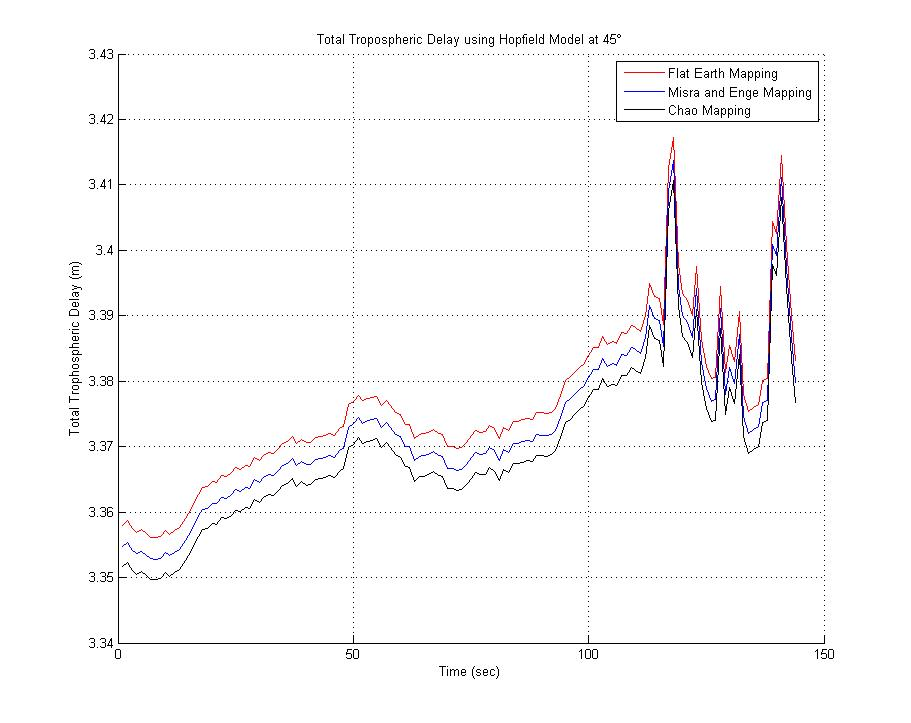 Total Tropospheric Delay using Hopfield Model at 45°
3.43
Flat Earth Mapping
Misra and Enge Mapping
Chao Mapping
3.42
3.41
3.4
3.39
3.38
3.37
3.36
3.35
3.34
Total Trophospheric Delay (m)
0
50
100
150
Time (sec)